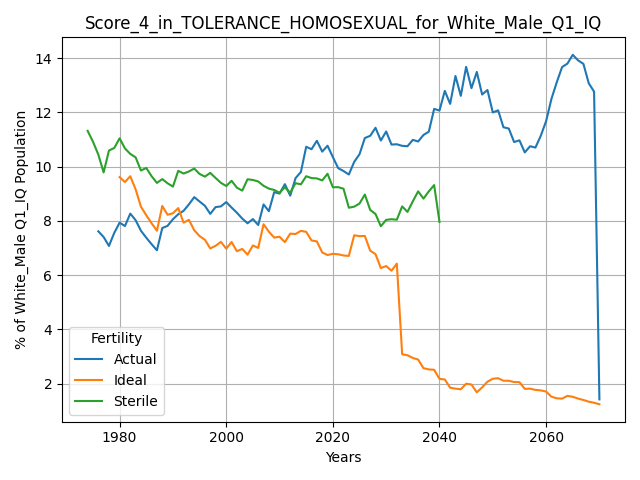 Score_4_in_TOLERANCE_HOMOSEXUAL_for_White_Male_Q1_IQ
% of White_Male Q1_IQ Population
14
12
10
8
6
4
2
Fertility
Actual
Ideal
Sterile
1980 2000 2020 2040 2060
Years